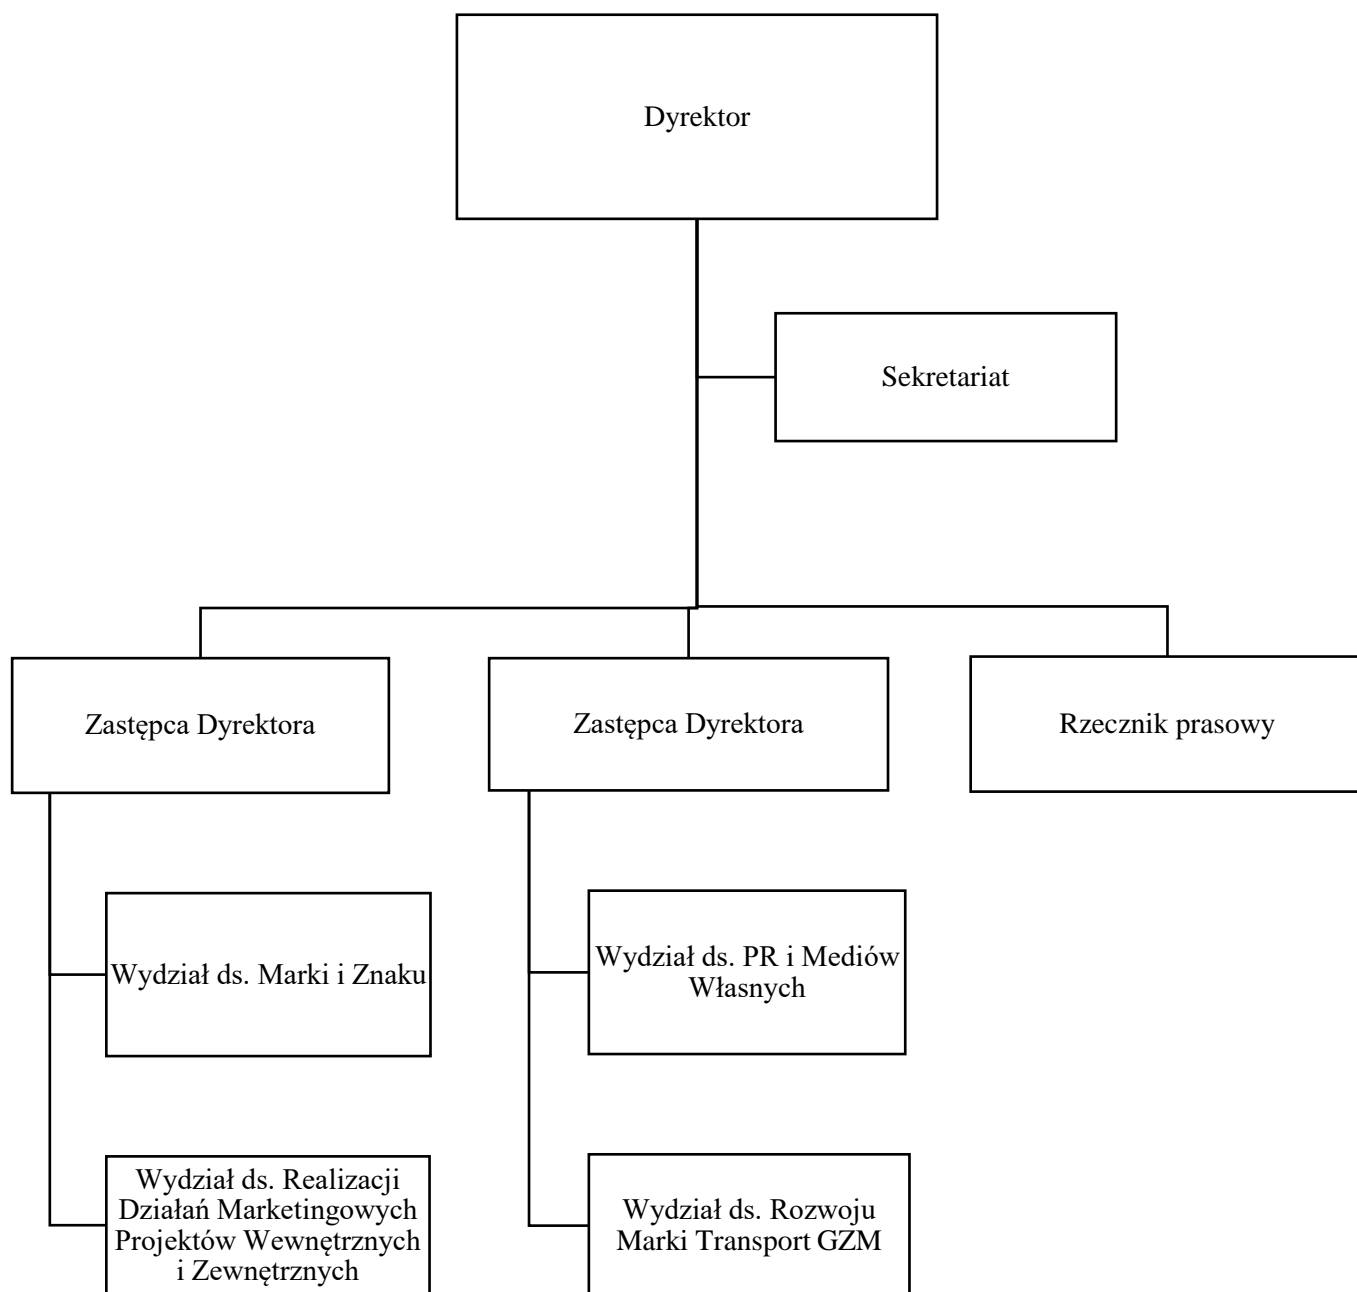 Dyrektor
Sekretariat
Zastępca Dyrektora
Zastępca Dyrektora
Rzecznik prasowy
Wydział ds. Marki i Znaku
Wydział ds. PR i Mediów
Własnych
Wydział ds. Realizacji
Działań Marketingowych
Projektów Wewnętrznych
i Zewnętrznych
Wydział ds. Rozwoju
Marki Transport GZM